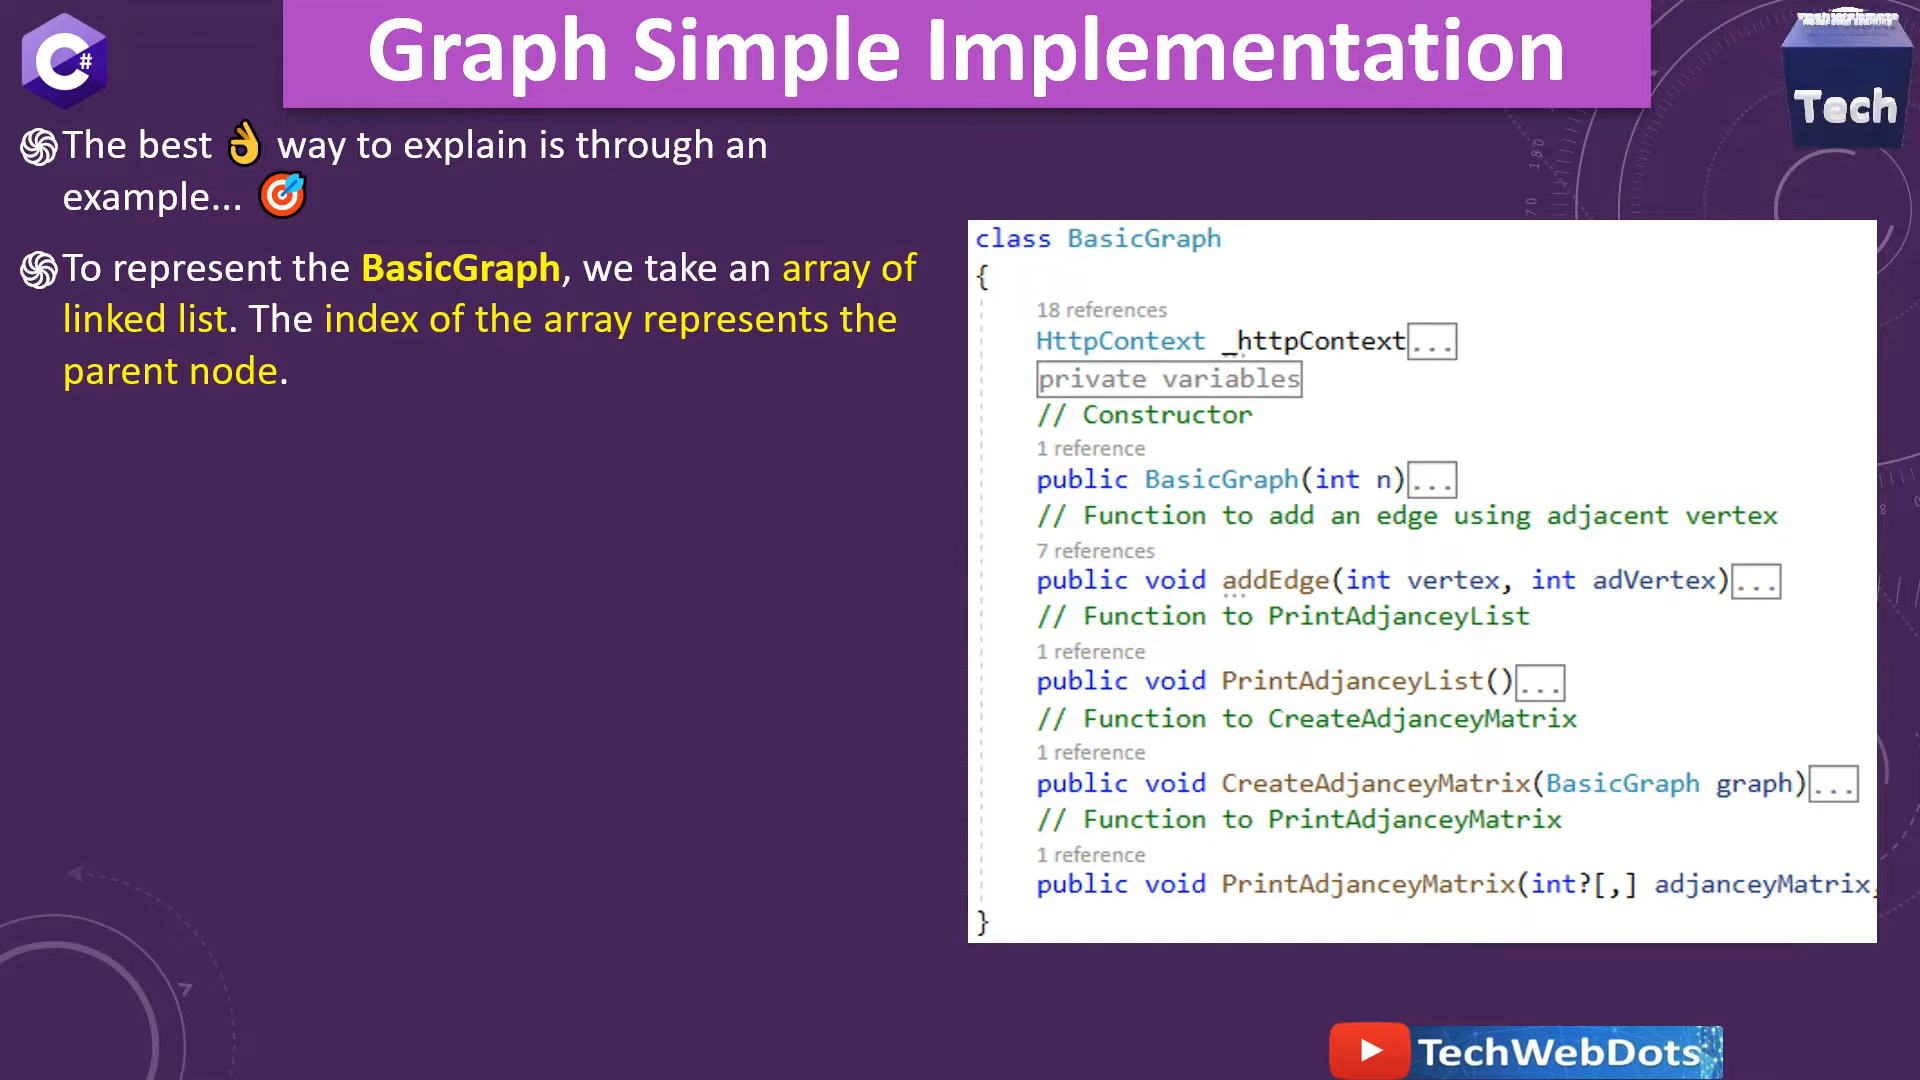 Graph Simple Implementation
C#
Tech
The best 👌 way to explain is through an
example... 🎯
To represent the BasicGraph, we take an array of
linked list. The index of the array represents the
parent node.
class BasicGraph
{
18 references
HttpContext _httpContext...
private variables
// Constructor
1 reference
public BasicGraph(int n)...
// Function to add an edge using adjacent vertex
7 references
public void addEdge(int vertex, int adVertex)...
// Function to PrintAdjanceyList
1 reference
public void PrintAdjanceyList()...
// Function to CreateAdjanceyMatrix
1 reference
public void CreateAdjanceyMatrix(BasicGraph graph)...
// Function to PrintAdjanceyMatrix
1 reference
public void PrintAdjanceyMatrix(int?[,] adjanceyMatrix,
}
TechWebDots